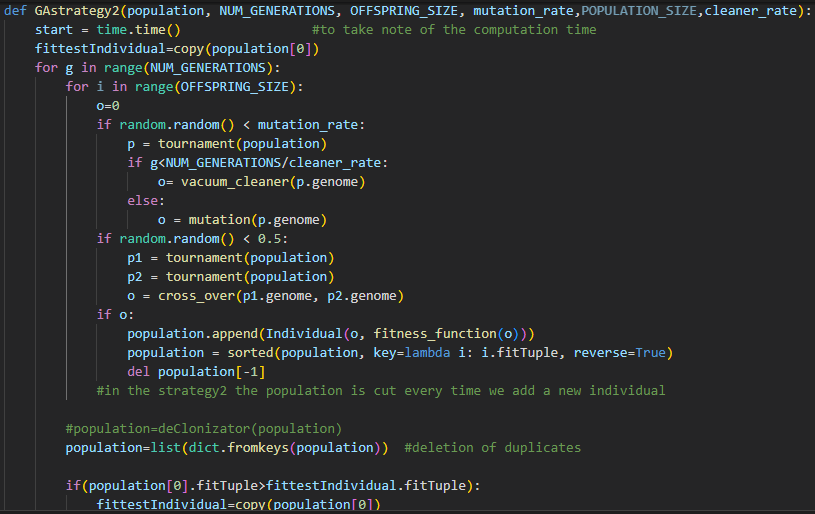 def GAstrategy2(population, NUM_GENERATIONS, OFFSPRING_SIZE, mutation_rate,POPULATION_SIZE,cleaner_rate):
    start = time.time()                 #to take note of the computation time
    fittestIndividual=copy(population[0])
    for g in range(NUM_GENERATIONS):
        for i in range(OFFSPRING_SIZE):
            o=0
            if random.random() < mutation_rate:
                p = tournament(population)
                if g<NUM_GENERATIONS/cleaner_rate:
                    o= vacuum_cleaner(p.genome)
                else:
                    o = mutation(p.genome)
            if random.random() < 0.5:
                p1 = tournament(population)
                p2 = tournament(population)
                o = cross_over(p1.genome, p2.genome)
            if o:
                population.append(Individual(o, fitness_function(o)))
                population = sorted(population, key=lambda i: i.fitTuple, reverse=True)
                del population[-1]
            #in the strategy2 the population is cut every time we add a new individual

        #population=deClonizator(population)
        population=list(dict.fromkeys(population))  #deletion of duplicates

        if(population[0].fitTuple>fittestIndividual.fitTuple):
            fittestIndividual=copy(population[0])